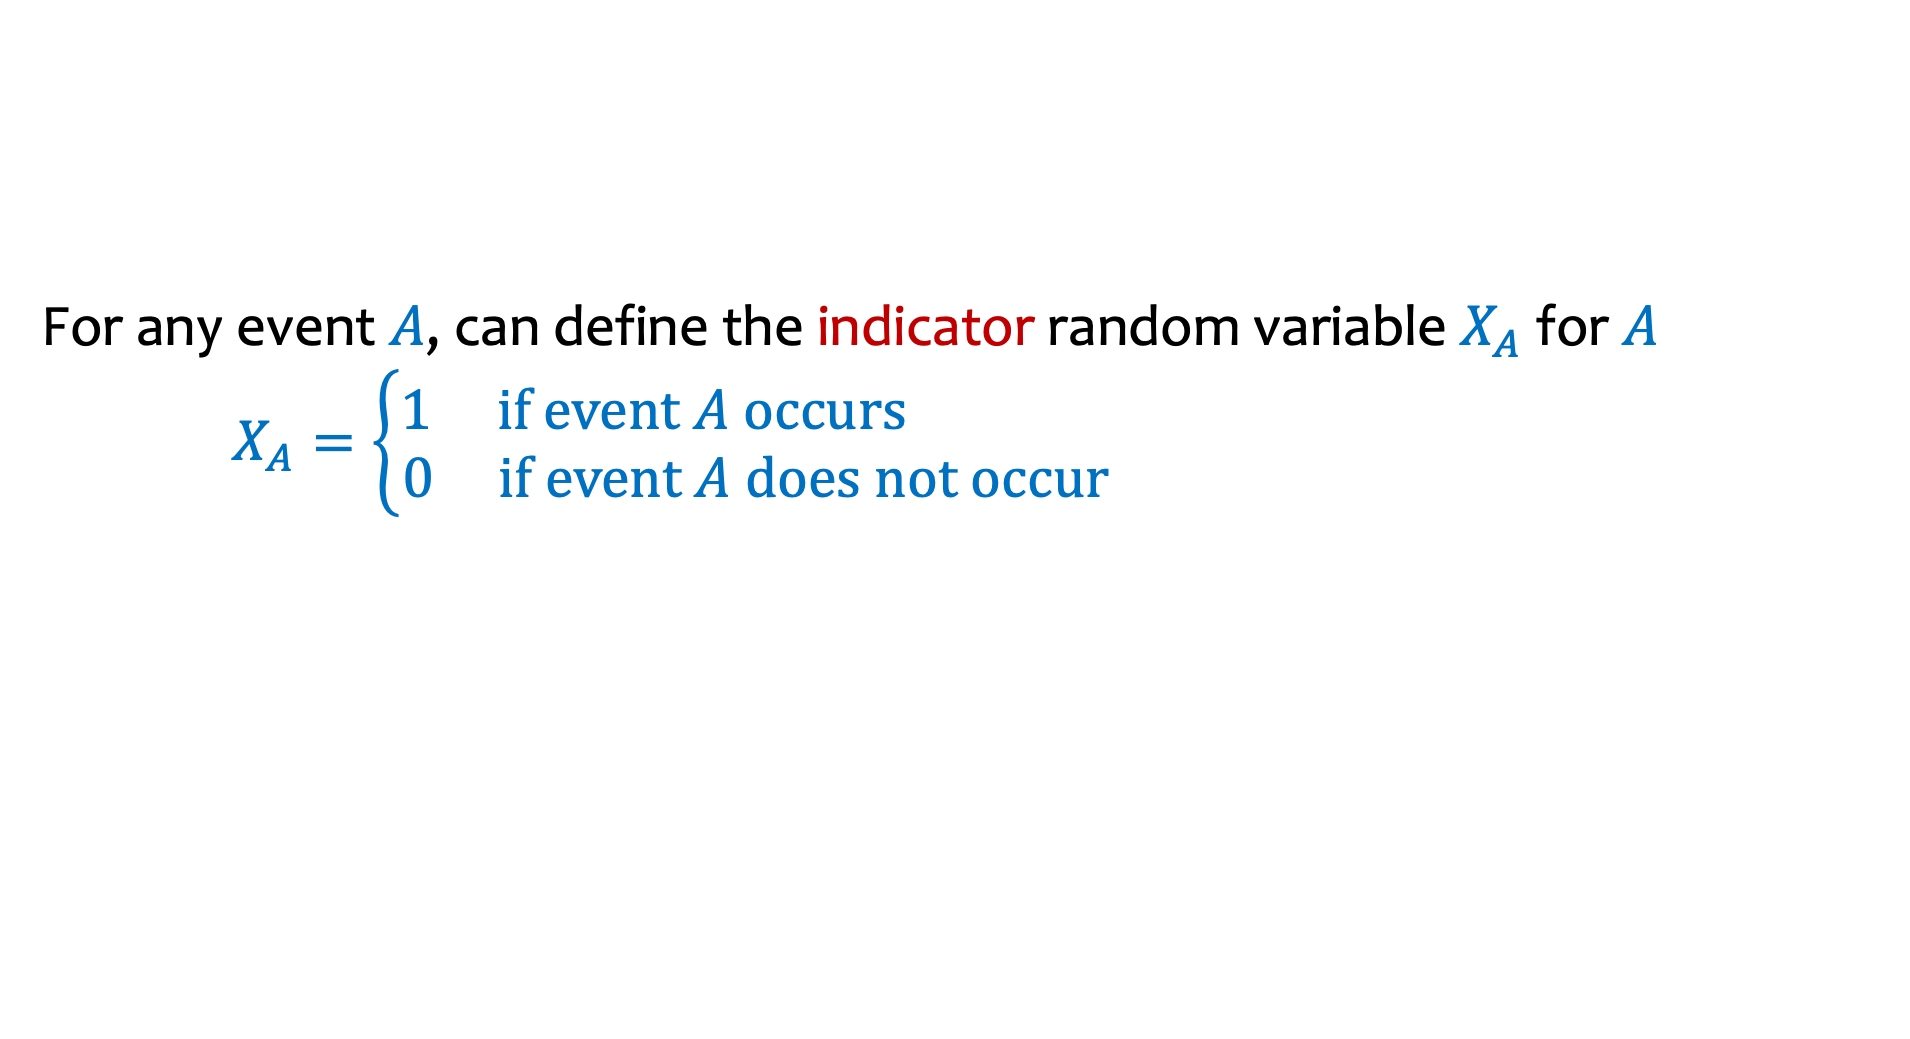 For any event A, can define the indicator random variable X_A for A
X_A = { 1 if event A occurs
0 if event A does not occur